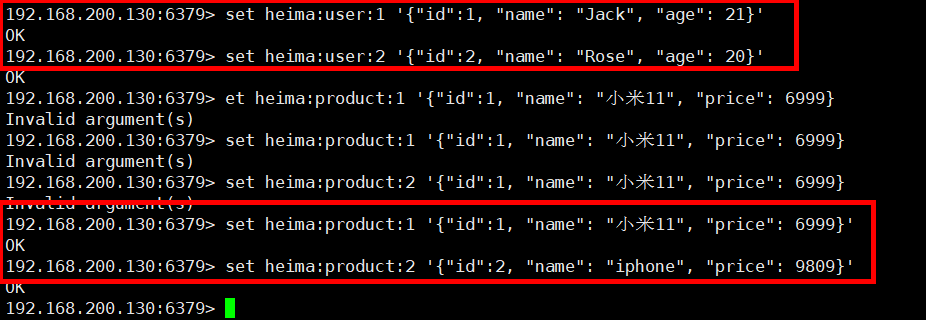 192.168.200.130:6379> set heima:user:1 '{"id":1, "name": "Jack", "age": 21}'
OK
192.168.200.130:6379> set heima:user:2 '{"id":2, "name": "Rose", "age": 20}'
OK
192.168.200.130:6379> et heima:product:1 '{"id":1, "name": "小米11", "price": 6999}
Invalid argument(s)
192.168.200.130:6379> set heima:product:1 '{"id":1, "name": "小米11", "price": 6999}
Invalid argument(s)
192.168.200.130:6379> set heima:product:2 '{"id":1, "name": "小米11", "price": 6999}
Invalid argument(s)
192.168.200.130:6379> set heima:product:1 '{"id":1, "name": "小米11", "price": 6999}'
OK
192.168.200.130:6379> set heima:product:2 '{"id":2, "name": "iphone", "price": 9809}'
OK
192.168.200.130:6379>